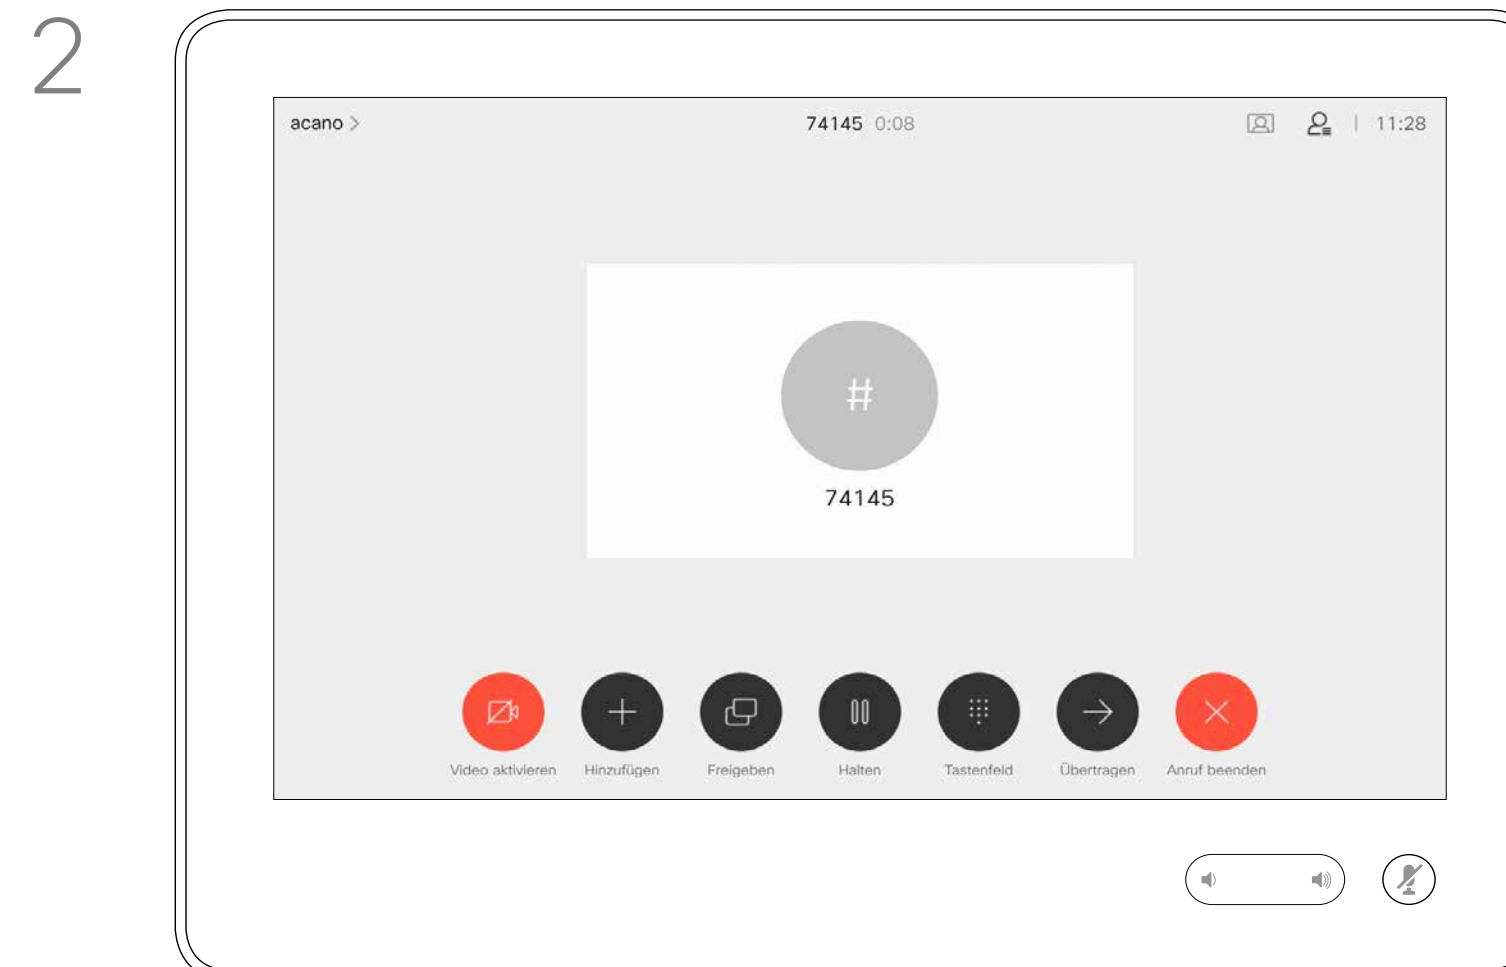 2
acano >
74145 0:08
11:28
#
74145
Video aktivieren
Hinzufügen
Freigeben
Halten
Tastenfeld
Übertragen
Anruf beenden